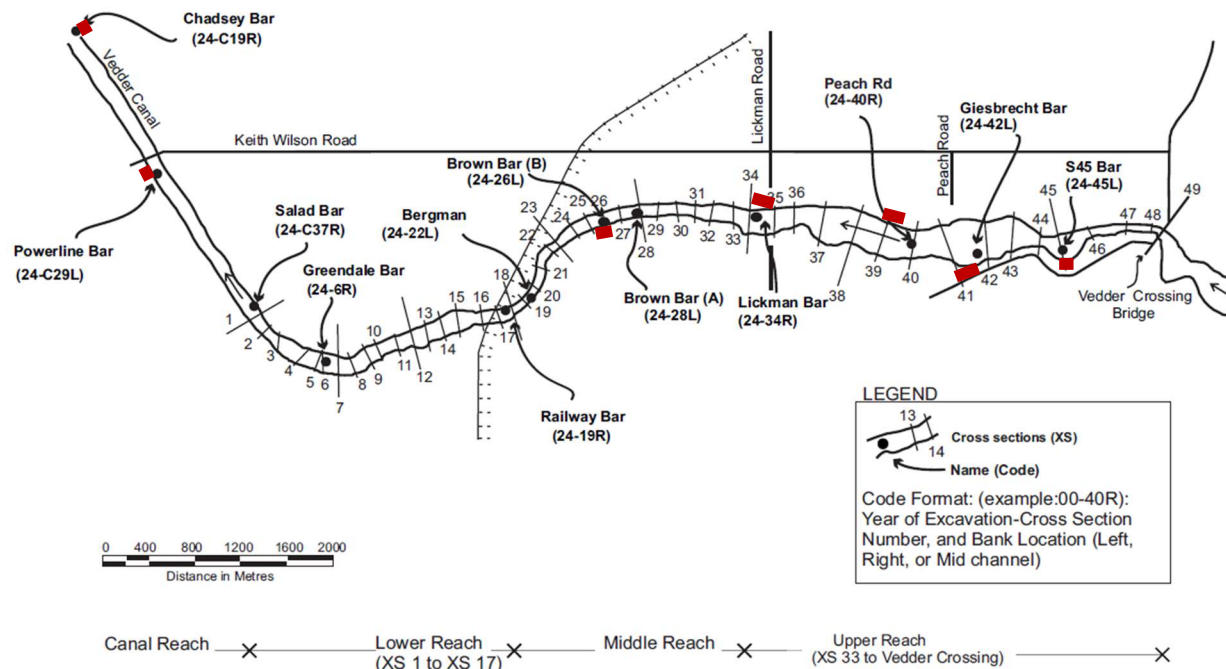 Chadsey Bar
(24-C19R)
Vedder Canal
Keith Wilson Road
Lickman Road
Peach Rd
(24-40R)
Giesbrecht Bar
(24-42L)
Peach Road
S45 Bar
(24-45L)
Brown Bar (B)
(24-26L)
Bergman
(24-22L)
Salad Bar
(24-C37R)
Powerline Bar
(24-C29L)
Greendale Bar
(24-6R)
Brown Bar (A)
(24-28L)
Lickman Bar
(24-34R)
Vedder Crossing
Bridge
Railway Bar
(24-19R)
1
2
3
4
5
6
7
8
9
10
11
12
13
14
15
16
17
18
19
20
21
22
23
24
25
26
27
28
29
30
31
32
33
34
35
36
37
38
39
40
41
42
43
44
45
46
47
48
49
LEGEND
13
14
Cross sections (XS)
Name (Code)
Code Format: (example:00-40R):
Year of Excavation-Cross Section
Number, and Bank Location (Left,
Right, or Mid channel)
0 400 800 1200 1600 2000
Distance in Metres
Canal Reach
Lower Reach
(XS 1 to XS 17)
Middle Reach
Upper Reach
(XS 33 to Vedder Crossing)